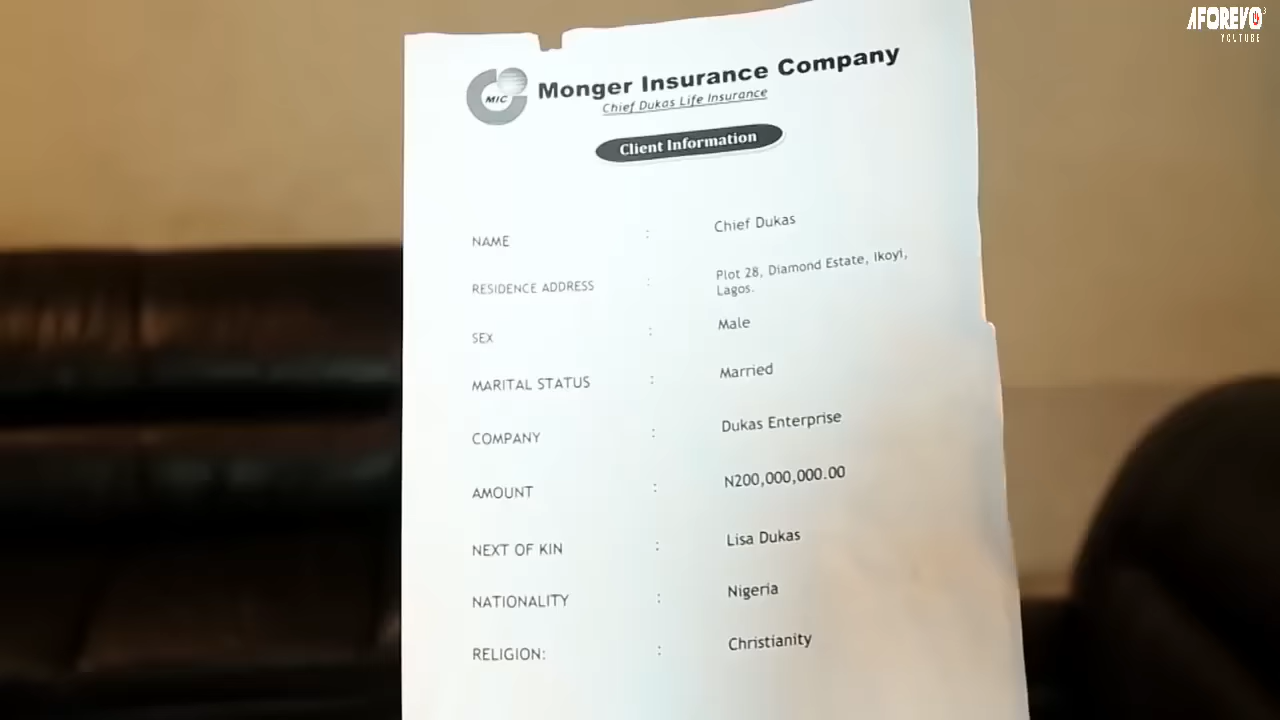 AFOREVO
YOUTUBE
MIC
Monger Insurance Company
Chief Dukas Life Insurance
Client Information
NAME : Chief Dukas
RESIDENCE ADDRESS : Plot 28, Diamond Estate, Ikoyi,
Lagos.
SEX : Male
MARITAL STATUS : Married
COMPANY : Dukas Enterprise
AMOUNT : N200,000,000.00
NEXT OF KIN : Lisa Dukas
NATIONALITY : Nigeria
RELIGION: : Christianity